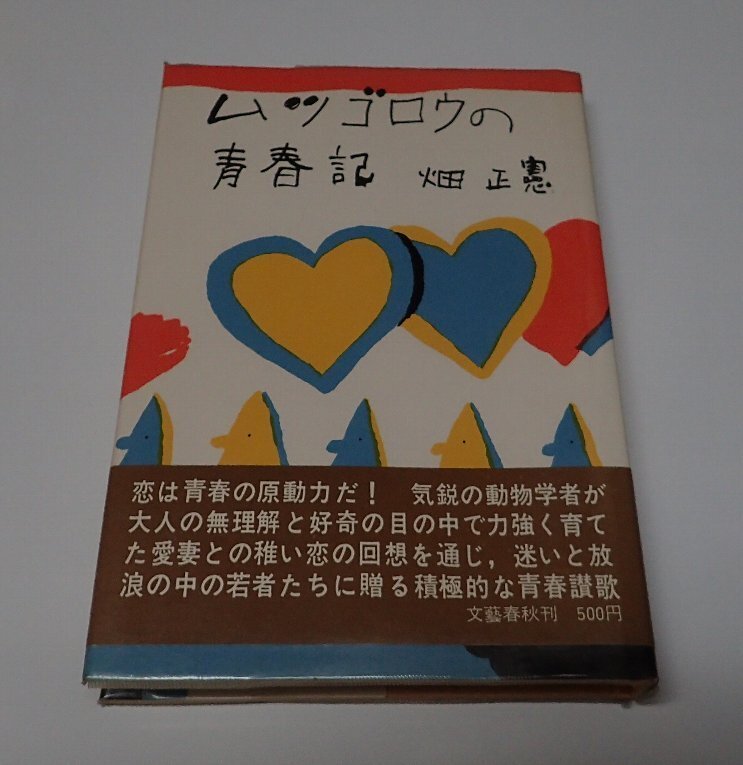 ムツゴロウの
青春記 畑正憲
恋は青春の原動力だ！ 気鋭の動物学者が
大人の無理解と好奇の目の中で力強く育て
た愛妻との稚い恋の回想を通じ，迷いと放
浪の中の若者たちに贈る積極的な青春讃歌
文藝春秋刊 500円